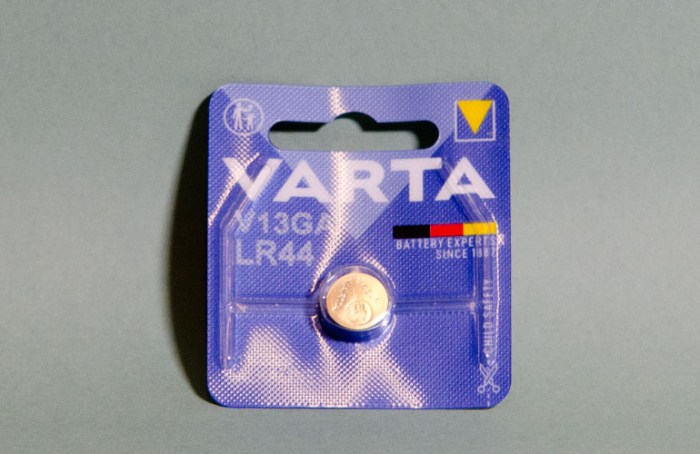 VARTA
V13GA
LR44
BATTERY EXPERTS
SINCE 1887
CHILD SAFETY